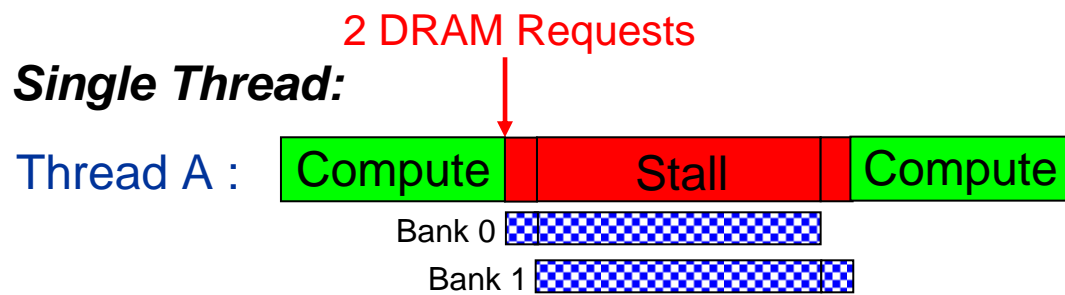 2 DRAM Requests
Single Thread:
Thread A : Compute Stall Compute
Bank 0
Bank 1